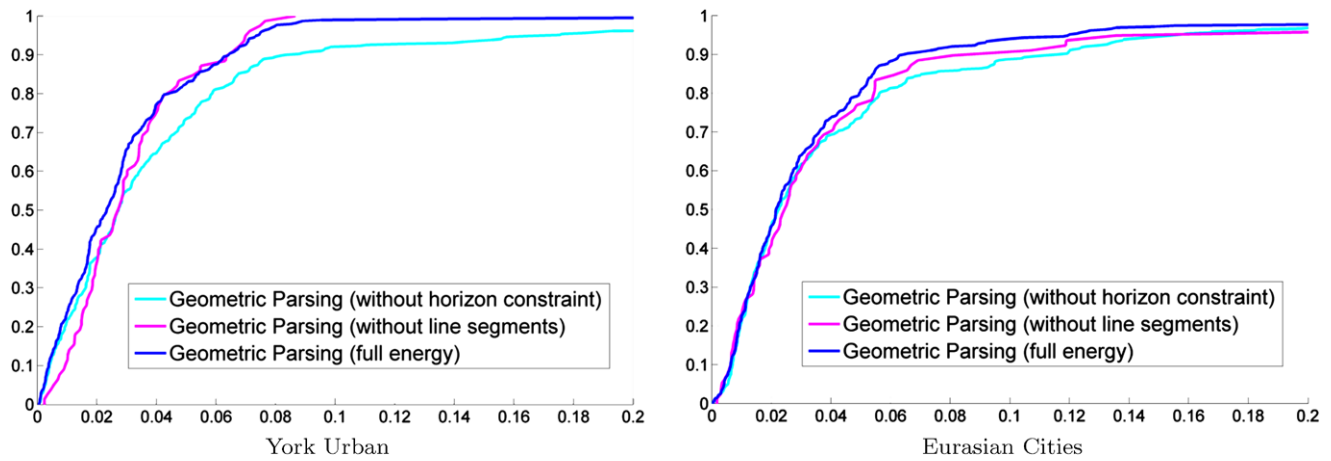 1
0.9
0.8
0.7
0.6
0.5
0.4
0.3
0.2
0.1
0
0 0.02 0.04 0.06 0.08 0.1 0.12 0.14 0.16 0.18 0.2
Geometric Parsing (without horizon constraint)
Geometric Parsing (without line segments)
Geometric Parsing (full energy)
York Urban
1
0.9
0.8
0.7
0.6
0.5
0.4
0.3
0.2
0.1
0
0 0.02 0.04 0.06 0.08 0.1 0.12 0.14 0.16 0.18 0.2
Geometric Parsing (without horizon constraint)
Geometric Parsing (without line segments)
Geometric Parsing (full energy)
Eurasian Cities